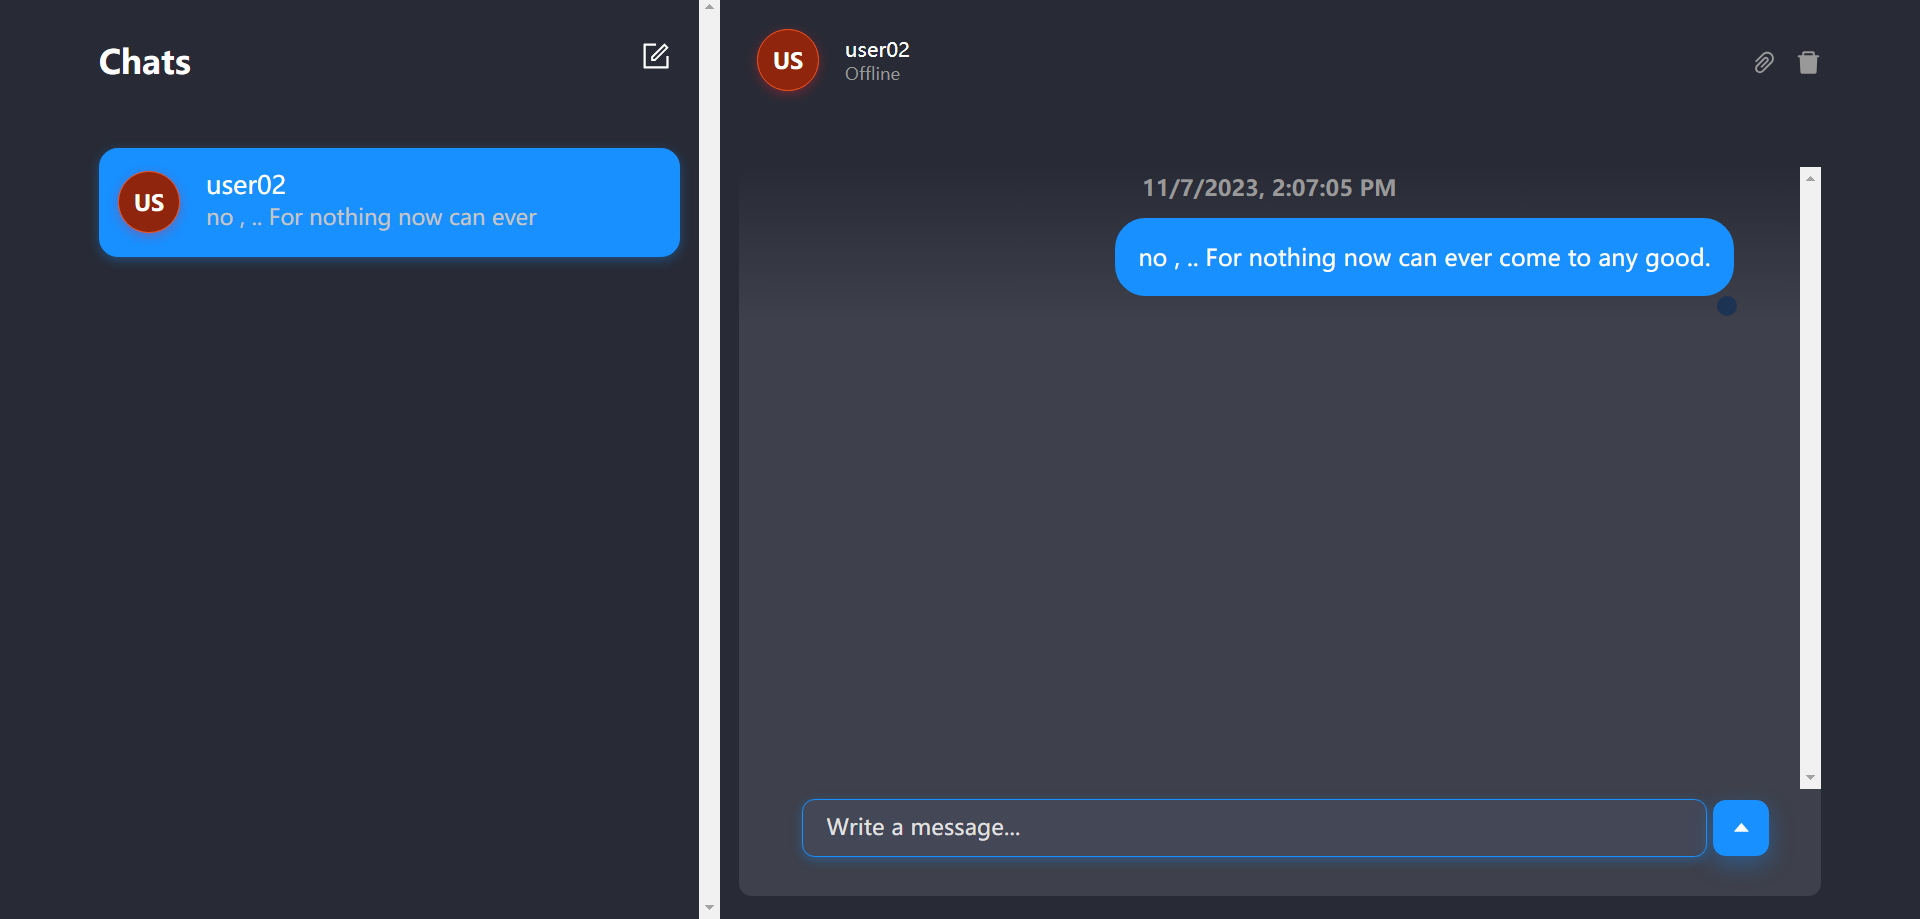 Chats
US
user02
no , .. For nothing now can ever
US
user02
Offline
11/7/2023, 2:07:05 PM
no , .. For nothing now can ever come to any good.
Write a message...